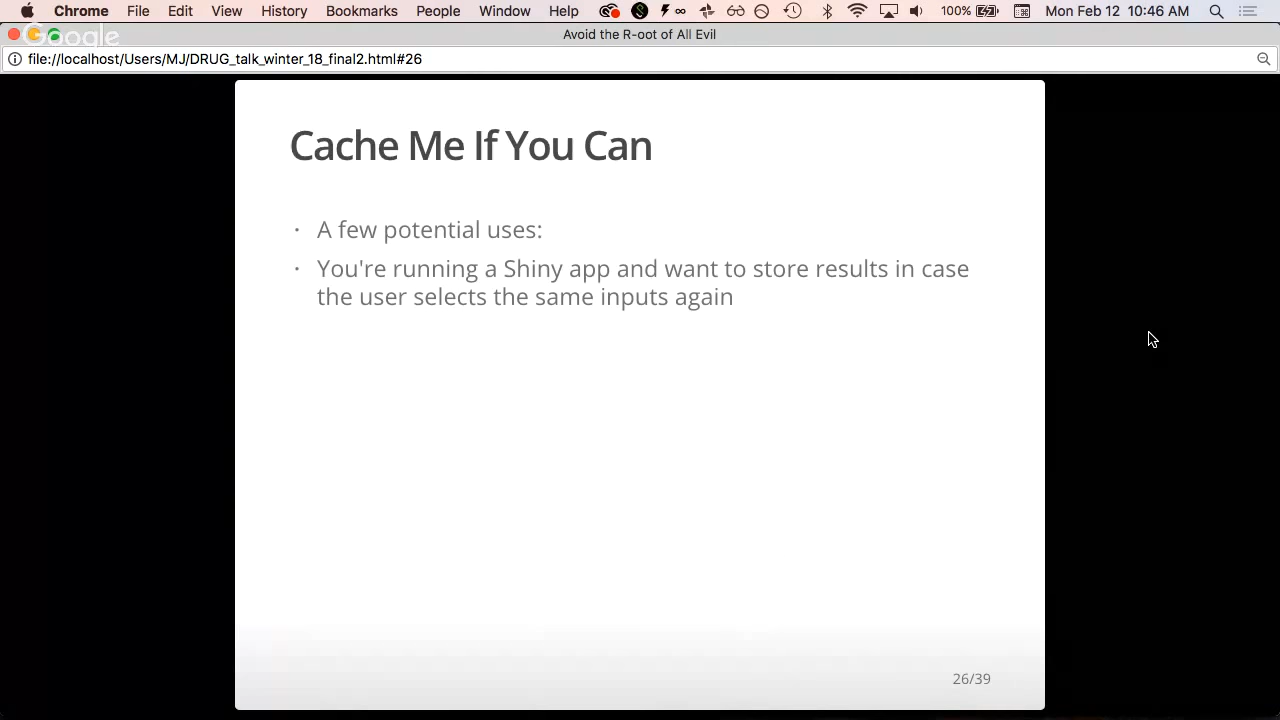 Chrome File Edit View History Bookmarks People Window Help 100% Mon Feb 12 10:46 AM
Google
Avoid the R-oot of All Evil
file://localhost/Users/MJ/DRUG_talk_winter_18_final2.html#26
Cache Me If You Can
· A few potential uses:
· You're running a Shiny app and want to store results in case
the user selects the same inputs again
26/39